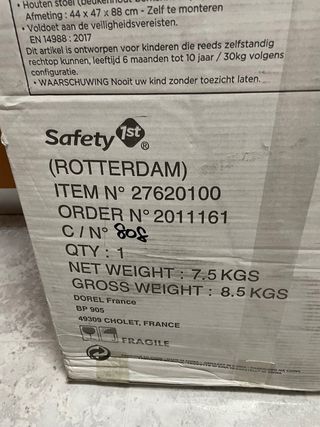 • Houten stoel (beukenhout
Afmeting : 44 x 47 x 88 cm - Zelf te monteren
• Voldoet aan de veiligheidsvereisten.
EN 14988 : 2017
Dit artikel is ontworpen voor kinderen die reeds zelfstandig
rechtop kunnen, leeftijd 6 maanden tot 10 jaar / 30kg volgens
configuratie.
• WAARSCHUWING Nooit uw kind zonder toezicht laten.
Safety 1st ®
(ROTTERDAM)
ITEM N° 27620100
ORDER N° 2011161
C / N° 808
QTY : 1
NET WEIGHT : 7.5 KGS
GROSS WEIGHT : 8.5 KGS
DOREL France
BP 905
49309 CHOLET, FRANCE
FRAGILE